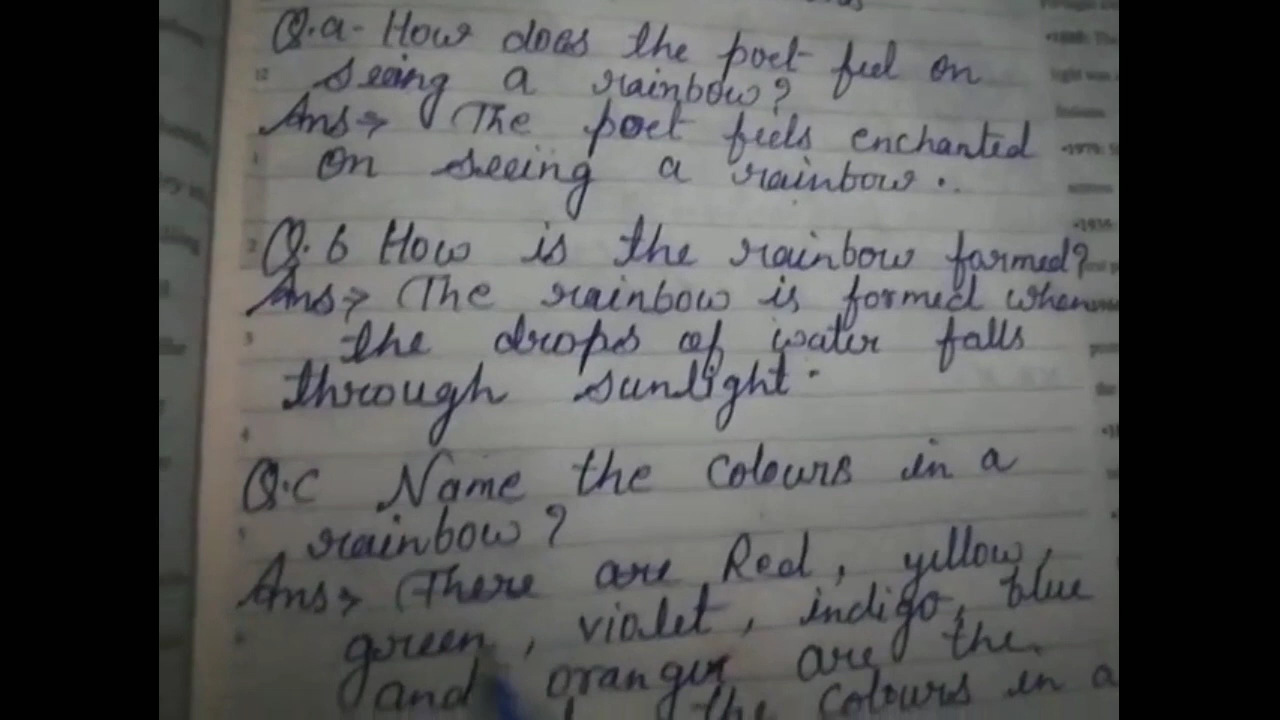 Q.a- How does the poet feel on
seeing a rainbow?
Ans→ The poet feels enchanted
on seeing a rainbow..
Q.b How is the rainbow formed?
Ans→ The rainbow is formed when
the drops of water falls
through sunlight.
Q.c Name the colours in a
rainbow?
Ans→ There are Red, yellow,
green, violet, indigo, blue
and orange are the
the colours in a